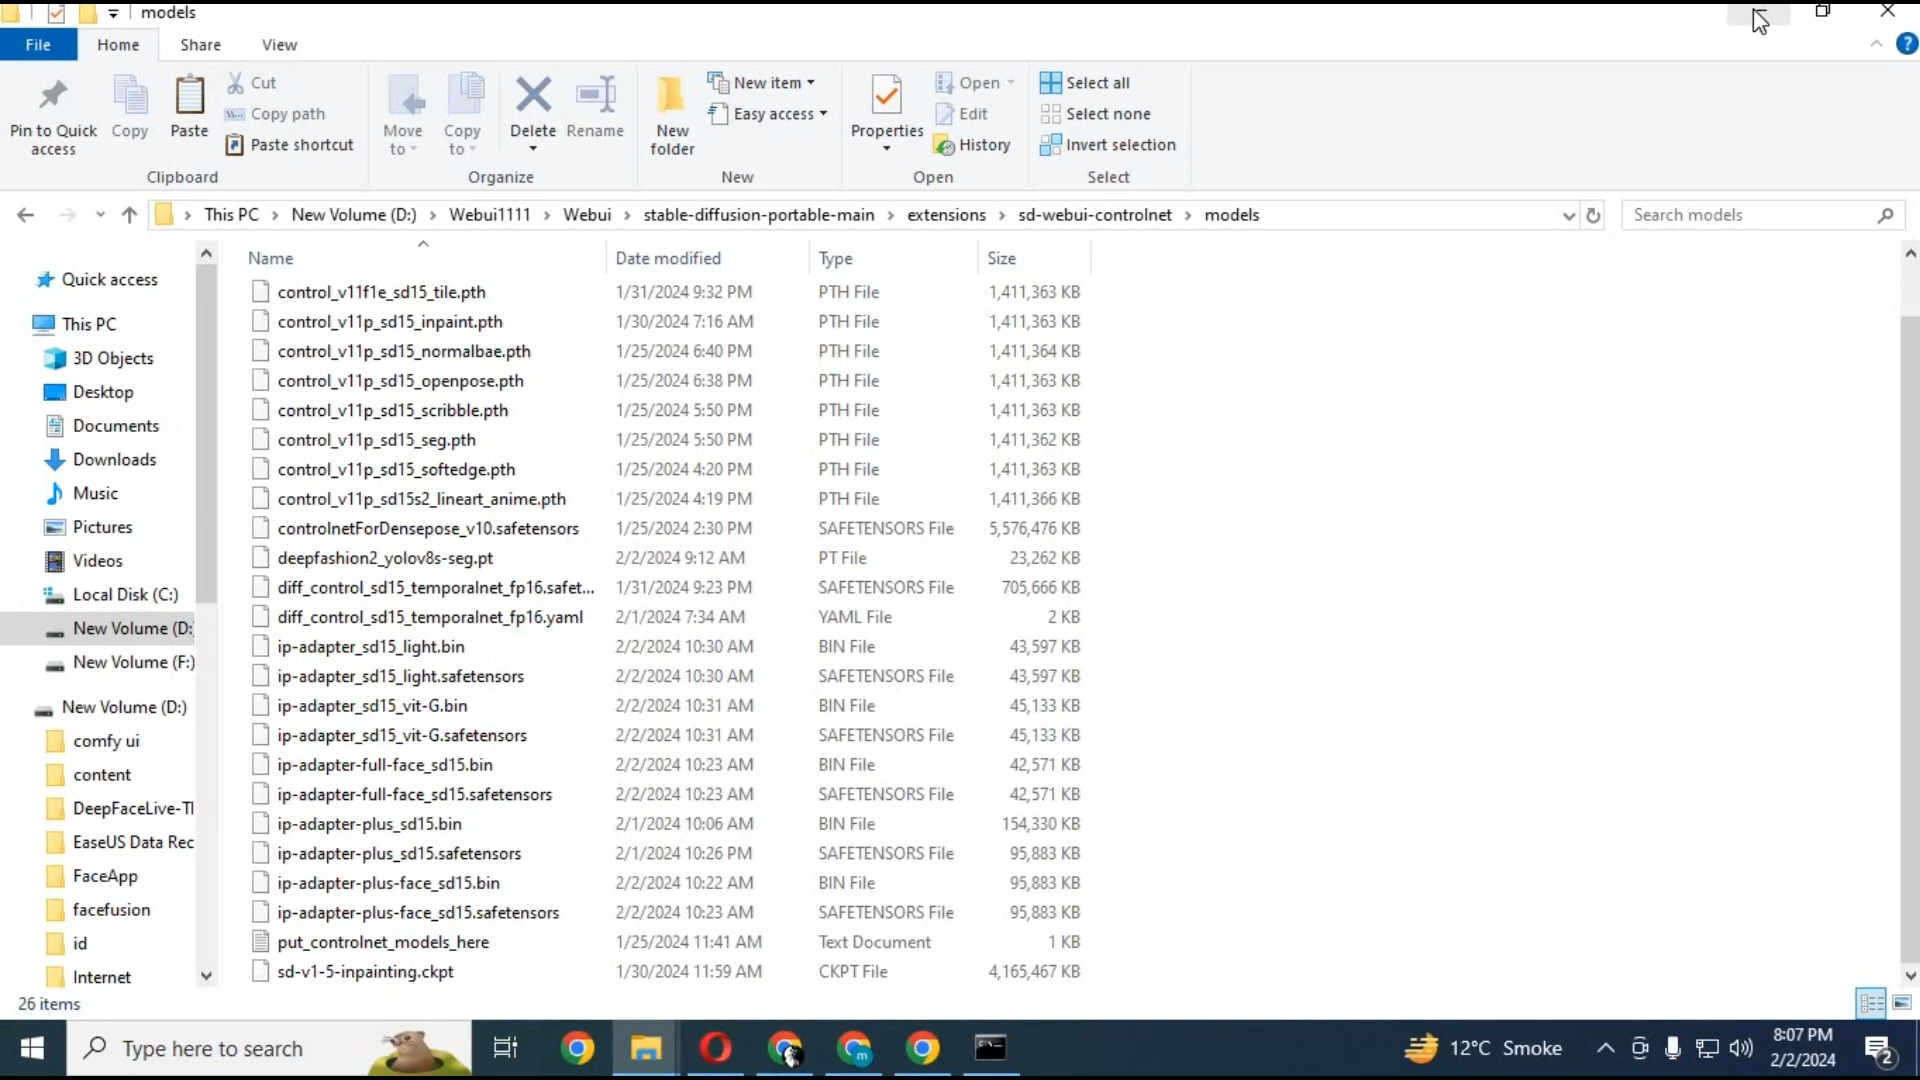 models
File Home Share View
Pin to Quick access
Copy
Paste
Cut
Copy path
Paste shortcut
Clipboard
Move to
Copy to
Delete
Rename
Organize
New folder
New item
Easy access
New
Properties
Open
Edit
History
Open
Select all
Select none
Invert selection
Select
This PC › New Volume (D:) › Webui1111 › Webui › stable-diffusion-portable-main › extensions › sd-webui-controlnet › models
Search models
Quick access
This PC
3D Objects
Desktop
Documents
Downloads
Music
Pictures
Videos
Local Disk (C:)
New Volume (D:
New Volume (F:)
New Volume (D:)
comfy ui
content
DeepFaceLive-TI
EaseUS Data Rec
FaceApp
facefusion
id
Internet
Name Date modified Type Size
control_v11f1e_sd15_tile.pth 1/31/2024 9:32 PM PTH File 1,411,363 KB
control_v11p_sd15_inpaint.pth 1/30/2024 7:16 AM PTH File 1,411,363 KB
control_v11p_sd15_normalbae.pth 1/25/2024 6:40 PM PTH File 1,411,364 KB
control_v11p_sd15_openpose.pth 1/25/2024 6:38 PM PTH File 1,411,363 KB
control_v11p_sd15_scribble.pth 1/25/2024 5:50 PM PTH File 1,411,363 KB
control_v11p_sd15_seg.pth 1/25/2024 5:50 PM PTH File 1,411,362 KB
control_v11p_sd15_softedge.pth 1/25/2024 4:20 PM PTH File 1,411,363 KB
control_v11p_sd15s2_lineart_anime.pth 1/25/2024 4:19 PM PTH File 1,411,366 KB
controlnetForDensepose_v10.safetensors 1/25/2024 2:30 PM SAFETENSORS File 5,576,476 KB
deepfashion2_yolov8s-seg.pt 2/2/2024 9:12 AM PT File 23,262 KB
diff_control_sd15_temporalnet_fp16.safet... 1/31/2024 9:23 PM SAFETENSORS File 705,666 KB
diff_control_sd15_temporalnet_fp16.yaml 2/1/2024 7:34 AM YAML File 2 KB
ip-adapter_sd15_light.bin 2/2/2024 10:30 AM BIN File 43,597 KB
ip-adapter_sd15_light.safetensors 2/2/2024 10:30 AM SAFETENSORS File 43,597 KB
ip-adapter_sd15_vit-G.bin 2/2/2024 10:31 AM BIN File 45,133 KB
ip-adapter_sd15_vit-G.safetensors 2/2/2024 10:31 AM SAFETENSORS File 45,133 KB
ip-adapter-full-face_sd15.bin 2/2/2024 10:23 AM BIN File 42,571 KB
ip-adapter-full-face_sd15.safetensors 2/2/2024 10:23 AM SAFETENSORS File 42,571 KB
ip-adapter-plus_sd15.bin 2/1/2024 10:06 AM BIN File 154,330 KB
ip-adapter-plus_sd15.safetensors 2/1/2024 10:26 PM SAFETENSORS File 95,883 KB
ip-adapter-plus-face_sd15.bin 2/2/2024 10:22 AM BIN File 95,883 KB
ip-adapter-plus-face_sd15.safetensors 2/2/2024 10:23 AM SAFETENSORS File 95,883 KB
put_controlnet_models_here 1/25/2024 11:41 AM Text Document 1 KB
sd-v1-5-inpainting.ckpt 1/30/2024 11:59 AM CKPT File 4,165,467 KB
26 items
Type here to search
12°C Smoke
8:07 PM
2/2/2024
2